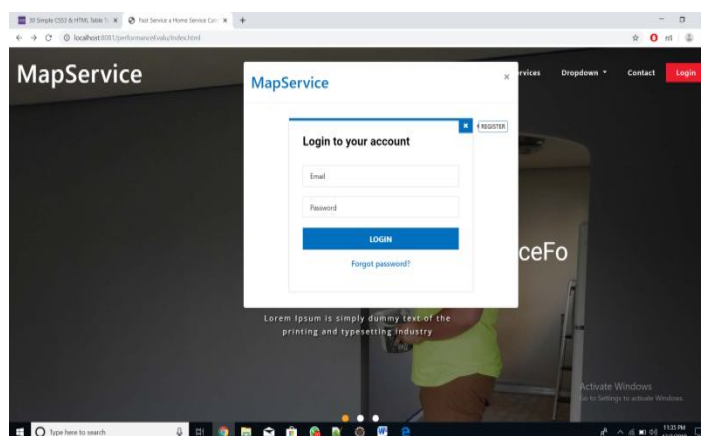 30 Simple CSS3 & HTML Table
Fast Service a Home Service
localhost:8081/performanceEvalu/index.html
MapService
MapService
×
rvices
Dropdown
Contact
Login
REGISTER
Login to your account
Email
Password
LOGIN
Forgot password?
ceFo
Lorem Ipsum is simply dummy text of the
printing and typesetting industry
Activate Windows
Go to Settings to activate Windows.
Type here to search
11:35 PM